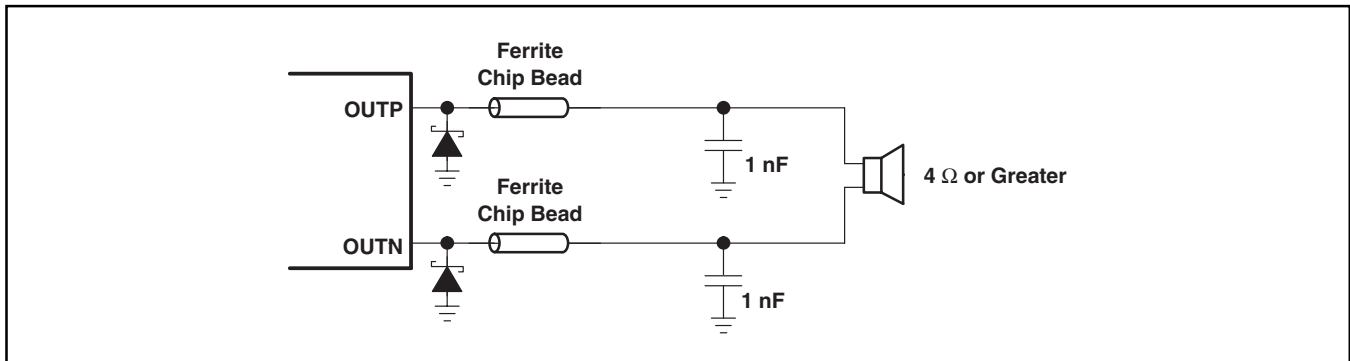 Ferrite
Chip Bead
OUTP
1 nF
4 Ω or Greater
Ferrite
Chip Bead
OUTN
1 nF